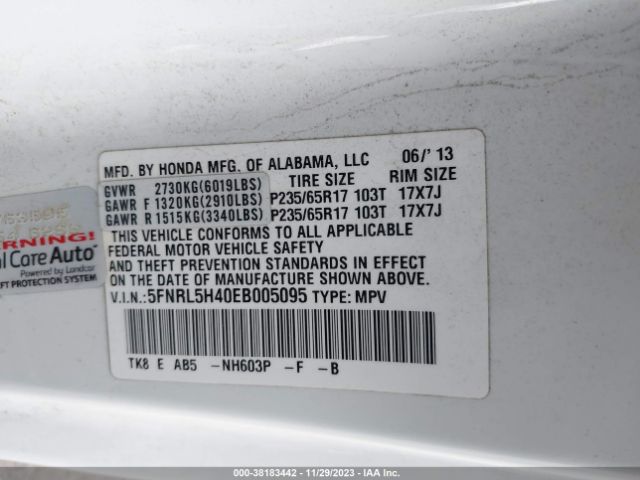 MFD. BY HONDA MFG. OF ALABAMA, LLC 06/'13
GVWR 2730KG(6019LBS) TIRE SIZE RIM SIZE
GAWR F 1320KG(2910LBS) P235/65R17 103T 17X7J
GAWR R 1515KG(3340LBS) P235/65R17 103T 17X7J
THIS VEHICLE CONFORMS TO ALL APPLICABLE
FEDERAL MOTOR VEHICLE SAFETY
AND THEFT PREVENTION STANDARDS IN EFFECT
ON THE DATE OF MANUFACTURE SHOWN ABOVE.
V.I.N.:5FNRL5H40EB005095 TYPE: MPV
TK8 E AB5 -NH603P -F -B
RNING!
al Care Auto
Powered by Landcar
FT PROTECTION SYSTEM
000-38183442 - 11/29/2023 - IAA Inc.